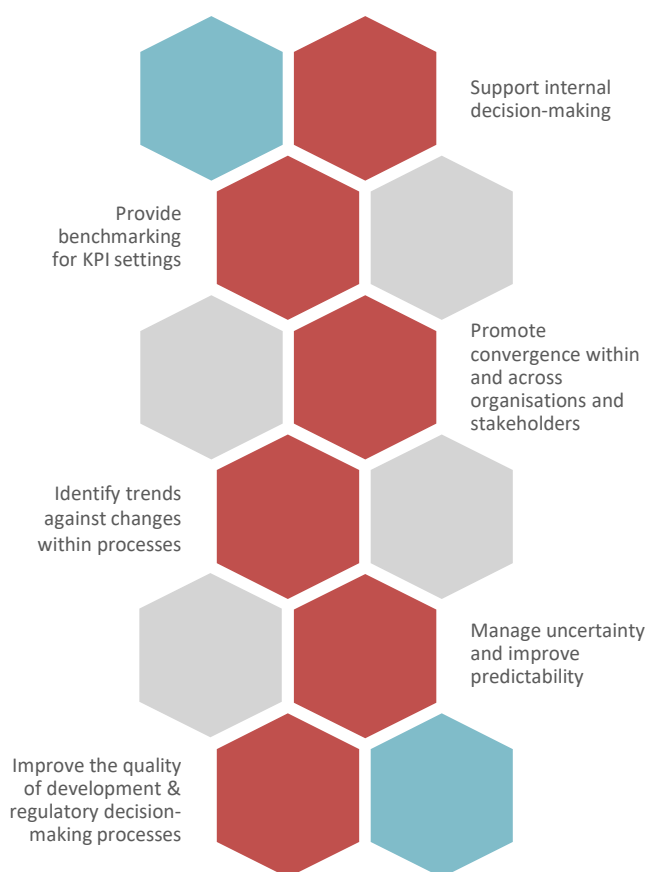 Support internal
decision-making
Provide
benchmarking
for KPI settings
Promote
convergence within
and across
organisations and
stakeholders
Identify trends
against changes
within processes
Manage uncertainty
and improve
predictability
Improve the quality
of development &
regulatory decision-
making processes